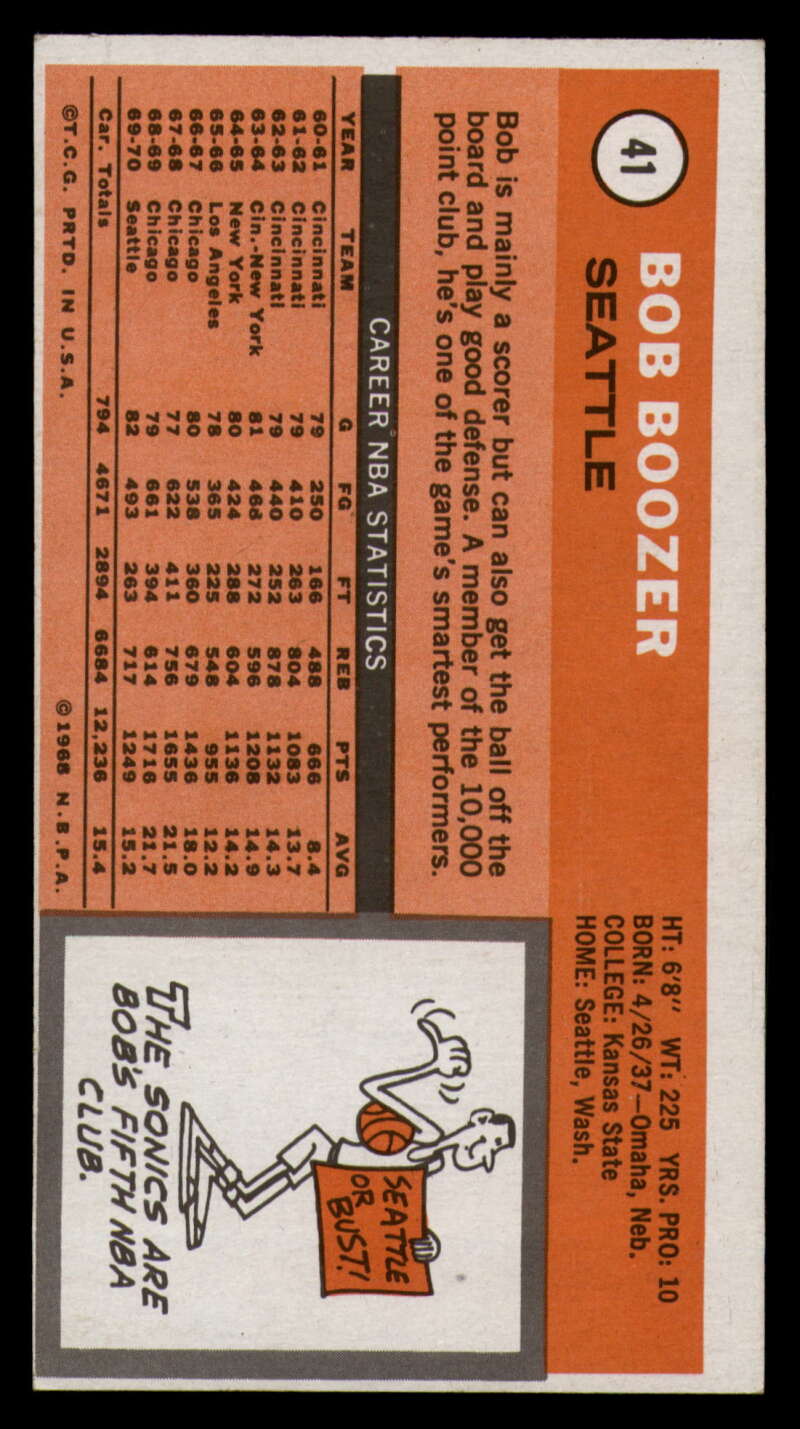 41
BOB BOOZER
SEATTLE
HT: 6'8" WT: 225 YRS. PRO: 10
BORN: 4/26/37—Omaha, Neb.
COLLEGE: Kansas State
HOME: Seattle, Wash.
Bob is mainly a scorer but can also get the ball off the
board and play good defense. A member of the 10,000
point club, he's one of the game's smartest performers.
CAREER NBA STATISTICS
YEAR TEAM G FG FT REB PTS AVG
60-61 Cincinnati 79 250 166 488 666 8.4
61-62 Cincinnati 79 410 263 804 1083 13.7
62-63 Cincinnati 79 440 252 878 1132 14.3
63-64 Cin.-New York 81 468 272 596 1208 14.9
64-65 New York 80 424 288 604 1136 14.2
65-66 Los Angeles 78 365 225 548 955 12.2
66-67 Chicago 80 538 360 679 1436 18.0
67-68 Chicago 77 622 411 756 1655 21.5
68-69 Chicago 79 661 394 614 1716 21.7
69-70 Seattle 82 493 263 717 1249 15.2
Car. Totals 794 4671 2894 6684 12,236 15.4
©T.C.G. PRTD. IN U.S.A. ©1968 N.B.P.A.
SEATTLE
OR
BUST!
THE SONICS ARE
BOB'S FIFTH NBA
CLUB.